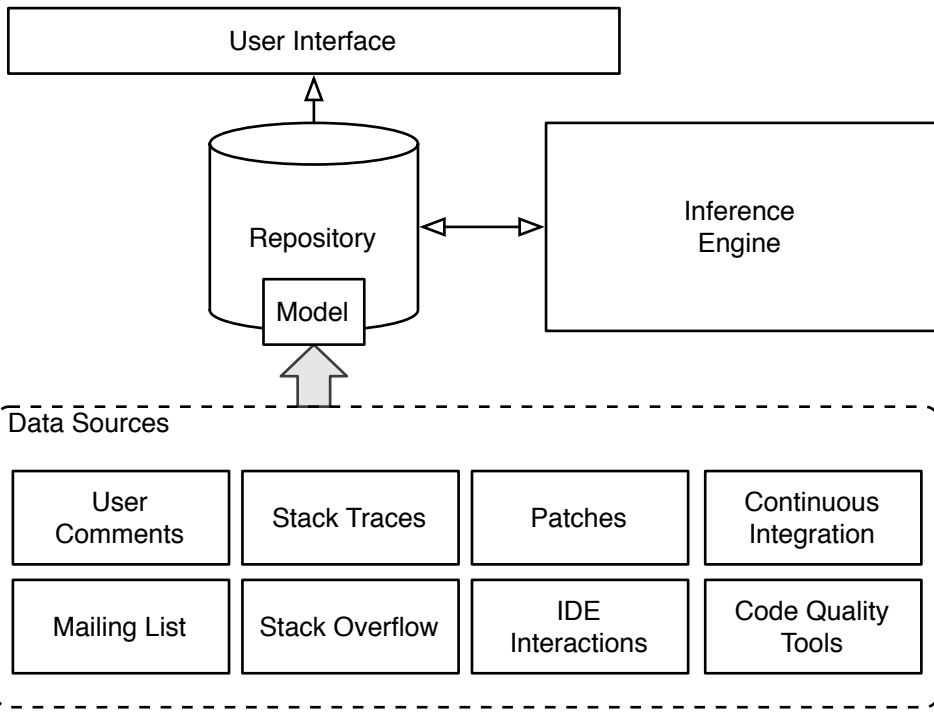 User Interface
Repository
Inference
Engine
Model
Data Sources
User
Comments
Stack Traces
Patches
Continuous
Integration
Mailing List
Stack Overflow
IDE
Interactions
Code Quality
Tools